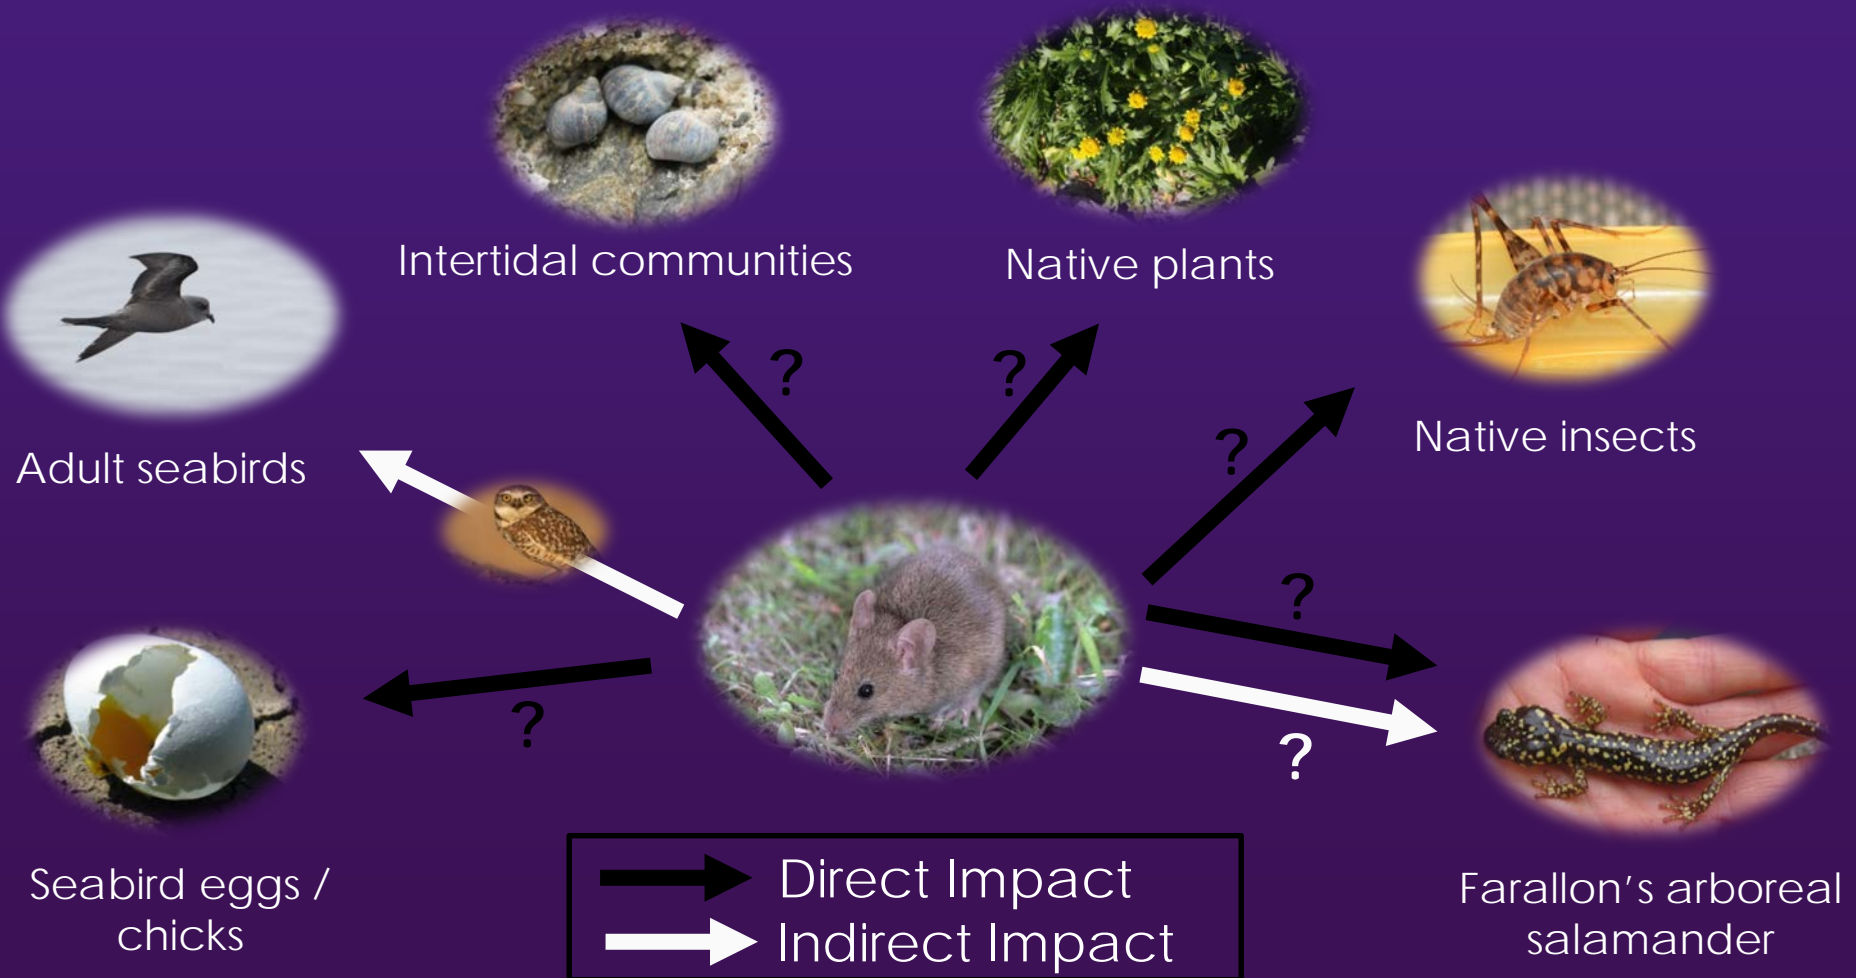 Intertidal communities
Native plants
Native insects
Adult seabirds
?
?
?
?
?
?
Seabird eggs /
chicks
Farallon's arboreal
salamander
Direct Impact
Indirect Impact